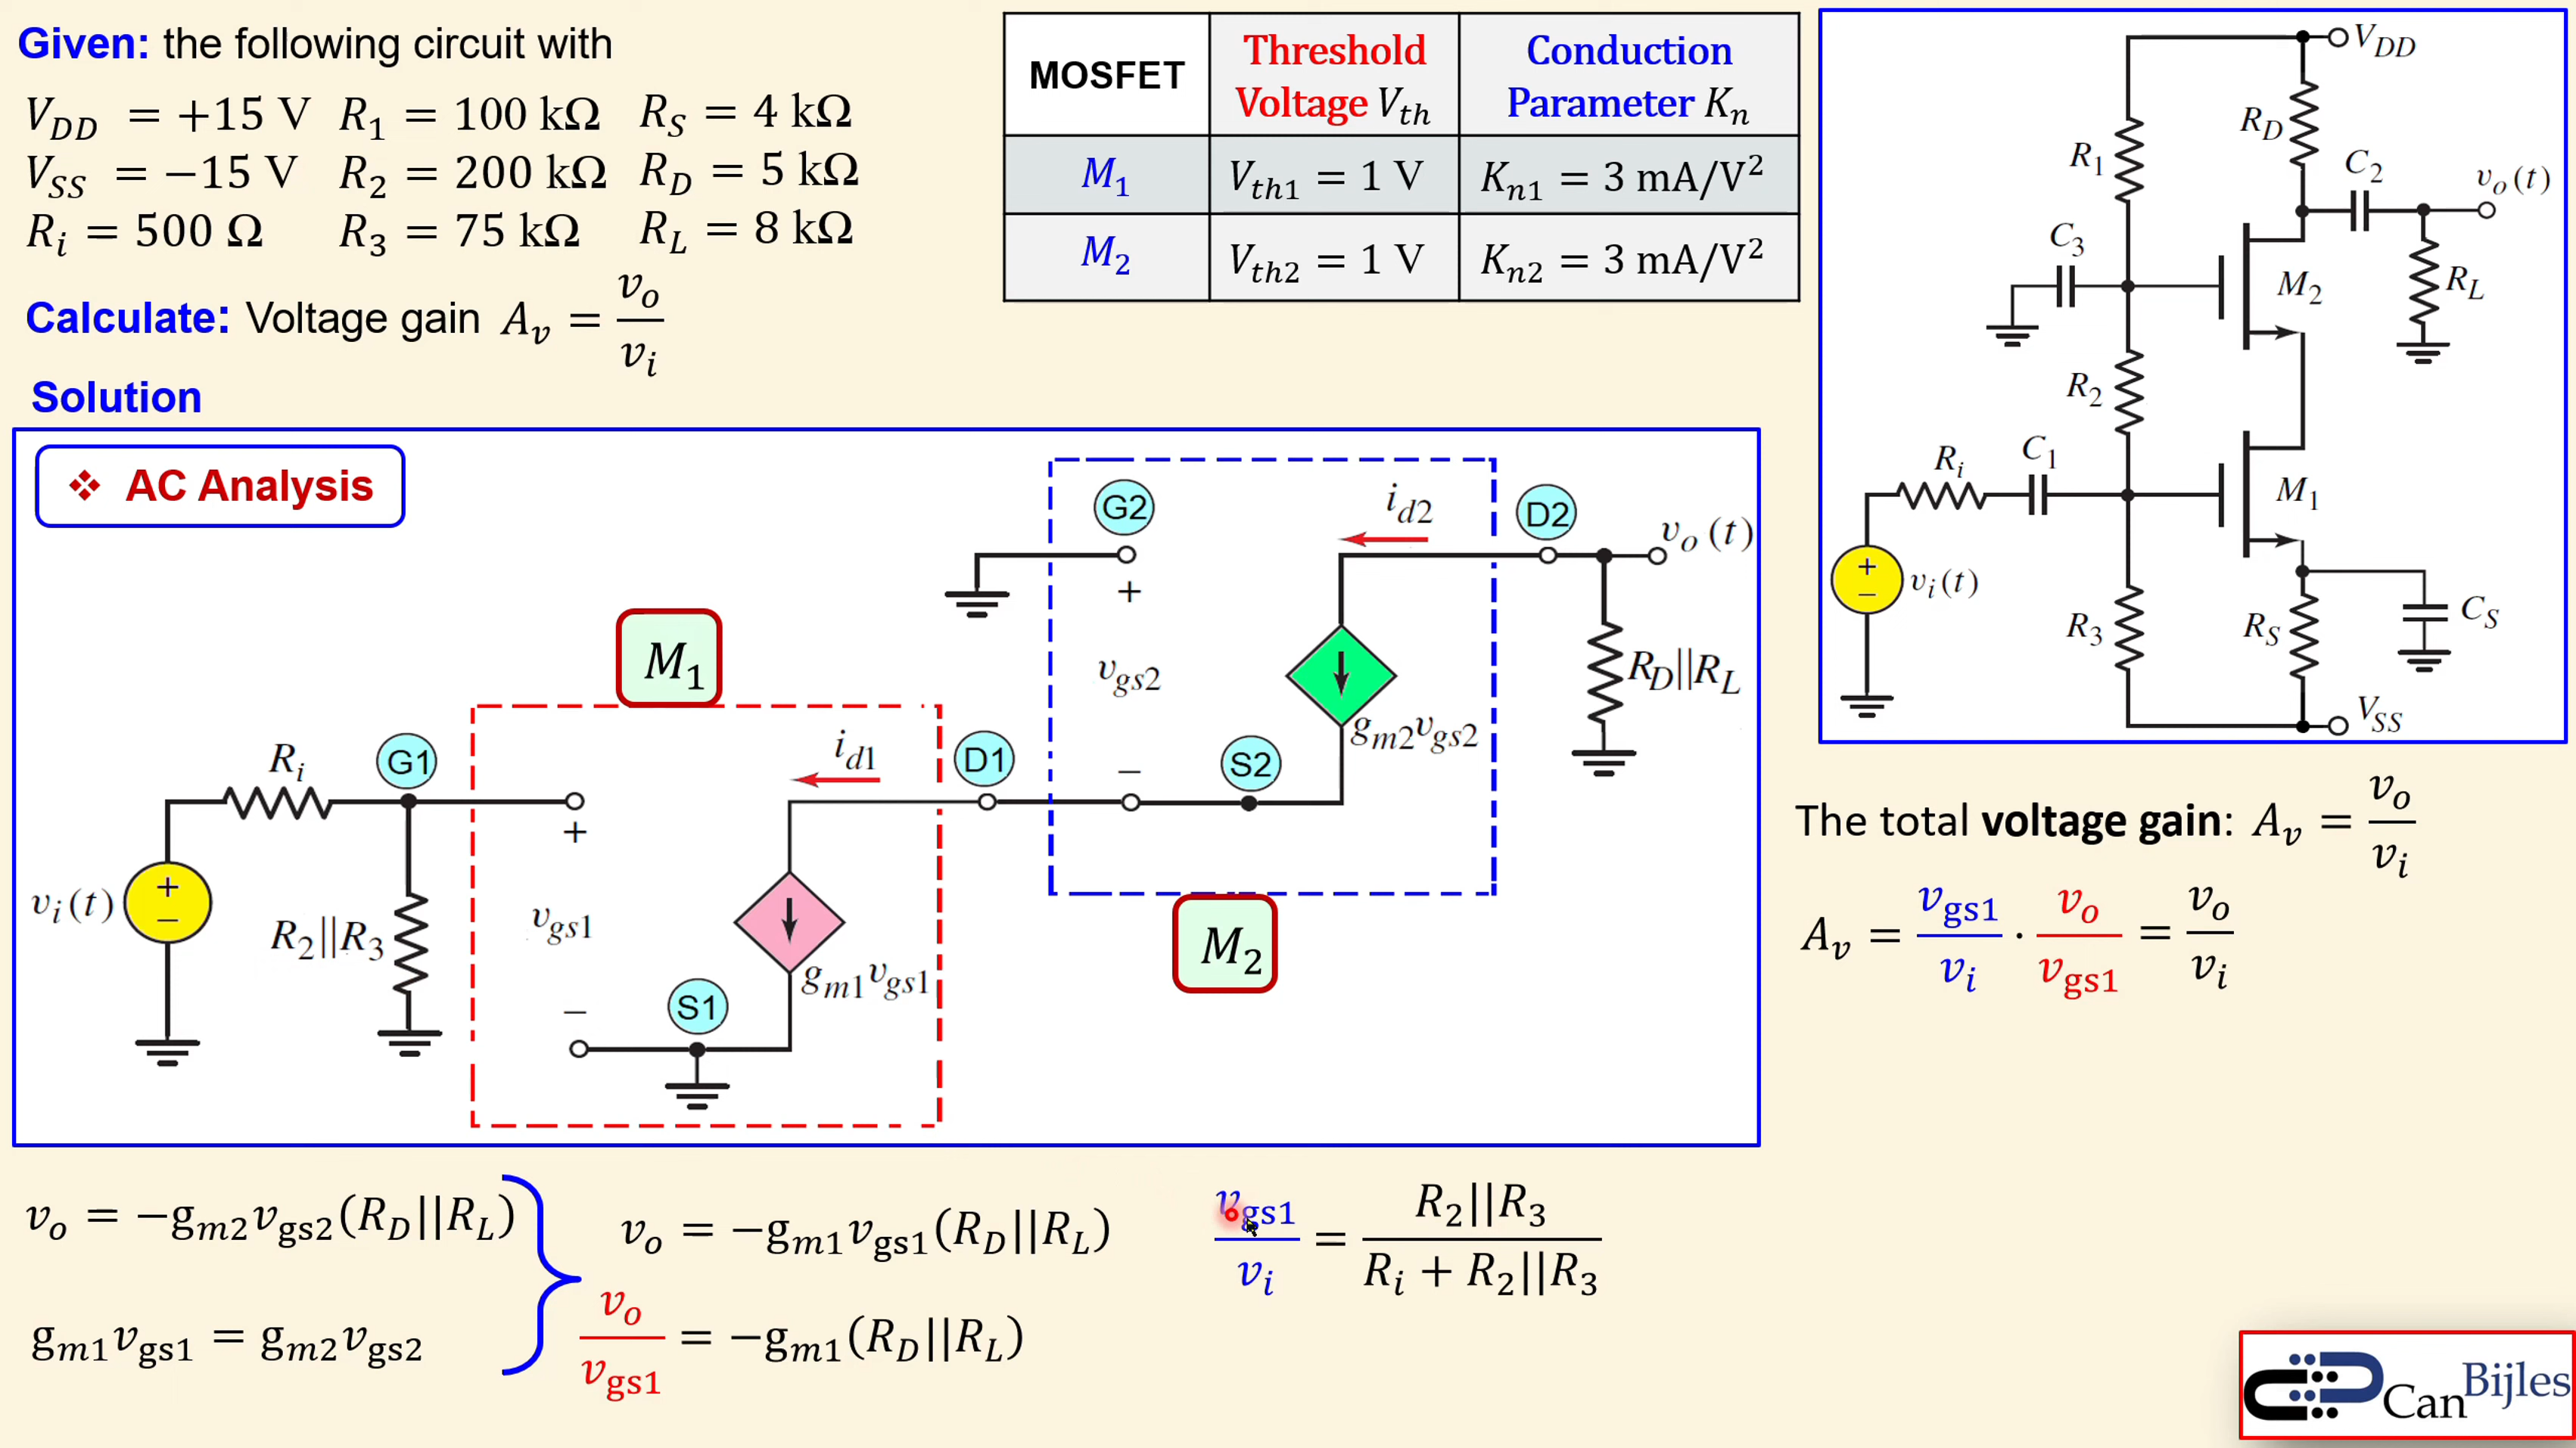 Given: the following circuit with
V_DD = +15 V R_1 = 100 kΩ R_S = 4 kΩ
V_SS = −15 V R_2 = 200 kΩ R_D = 5 kΩ
R_i = 500 Ω R_3 = 75 kΩ R_L = 8 kΩ
Calculate: Voltage gain A_v = v_o / v_i
Solution
MOSFET Threshold Voltage V_th Conduction Parameter K_n
M_1 V_th1 = 1 V K_n1 = 3 mA/V²
M_2 V_th2 = 1 V K_n2 = 3 mA/V²
V_DD
R_D
R_1
C_2
v_o(t)
C_3
M_2
R_L
R_2
R_i
C_1
M_1
+
−
v_i(t)
R_3
R_S
C_S
V_SS
❖ AC Analysis
G2
i_d2
D2
v_o(t)
+
M_1
v_gs2
R_D||R_L
g_m2v_gs2
R_i
G1
i_d1
D1
−
S2
+
v_i(t)
+
−
R_2||R_3
v_gs1
g_m1v_gs1
M_2
S1
−
The total voltage gain: A_v = v_o / v_i
A_v = v_gs1 / v_i · v_o / v_gs1 = v_o / v_i
v_o = −g_m2v_gs2(R_D||R_L)
g_m1v_gs1 = g_m2v_gs2
v_o = −g_m1v_gs1(R_D||R_L)
v_o / v_gs1 = −g_m1(R_D||R_L)
v_gs1 / v_i = R_2||R_3 / R_i + R_2||R_3
Can Bijles